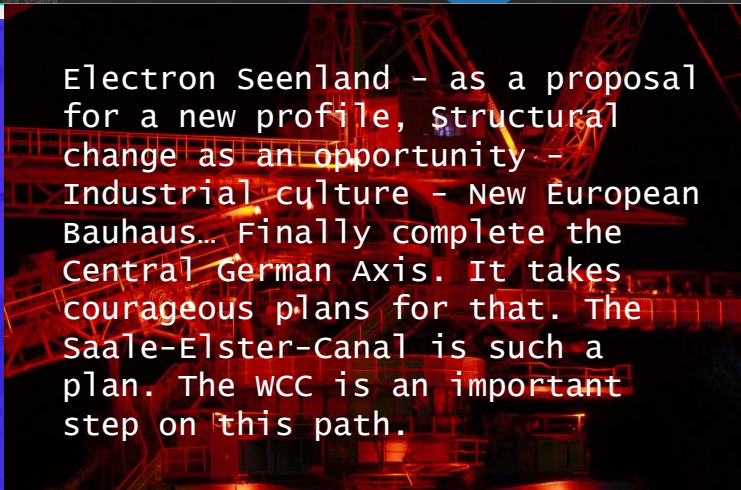 Electron Seenland – as a proposal
for a new profile, Structural
change as an opportunity –
Industrial culture – New European
Bauhaus… Finally complete the
Central German Axis. It takes
courageous plans for that. The
Saale-Elster-Canal is such a
plan. The WCC is an important
step on this path.